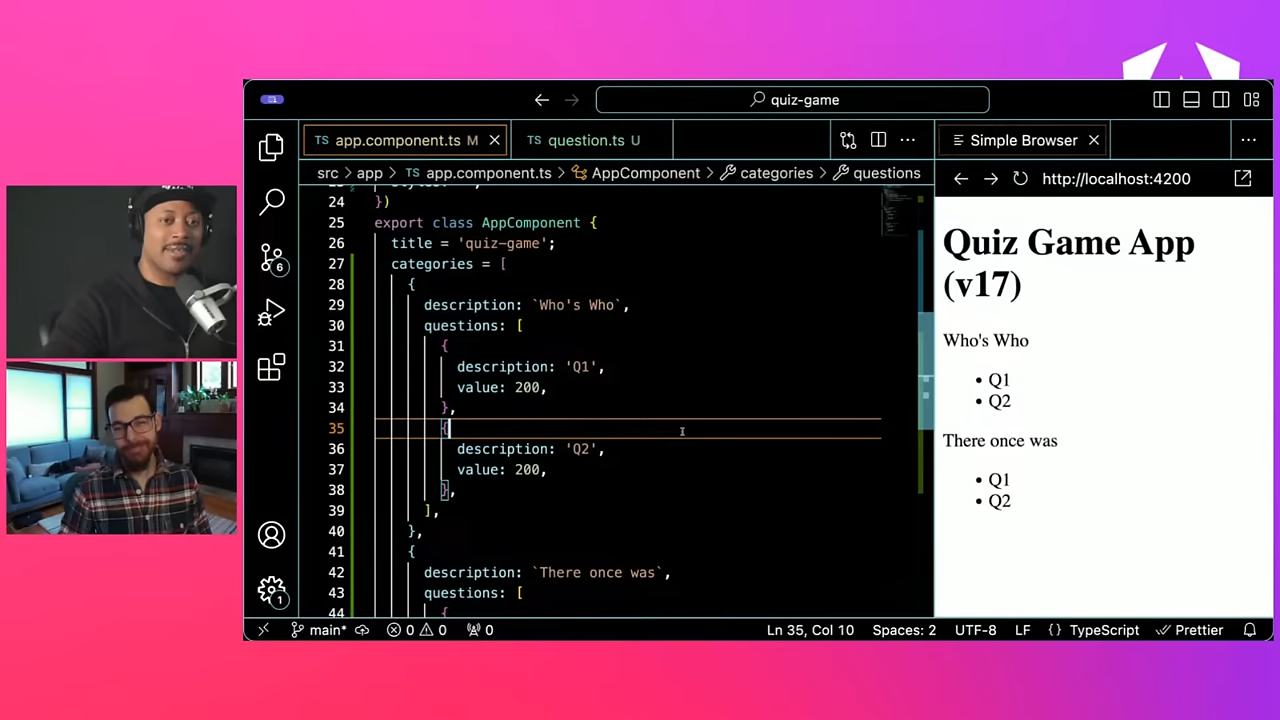 quiz-game
TS app.component.ts M
TS question.ts U
Simple Browser
src > app > TS app.component.ts > AppComponent > categories > questions
http://localhost:4200
24 })
25 export class AppComponent {
26 title = 'quiz-game';
27 categories = [
28 {
29 description: `Who's Who`,
30 questions: [
31 {
32 description: 'Q1',
33 value: 200,
34 },
35 {
36 description: 'Q2',
37 value: 200,
38 },
39 ],
40 },
41 {
42 description: `There once was`,
43 questions: [
44 {
6
1
Quiz Game App
(v17)
Who's Who
• Q1
• Q2
There once was
• Q1
• Q2
main* 0 0 0 Ln 35, Col 10 Spaces: 2 UTF-8 LF {} TypeScript Prettier